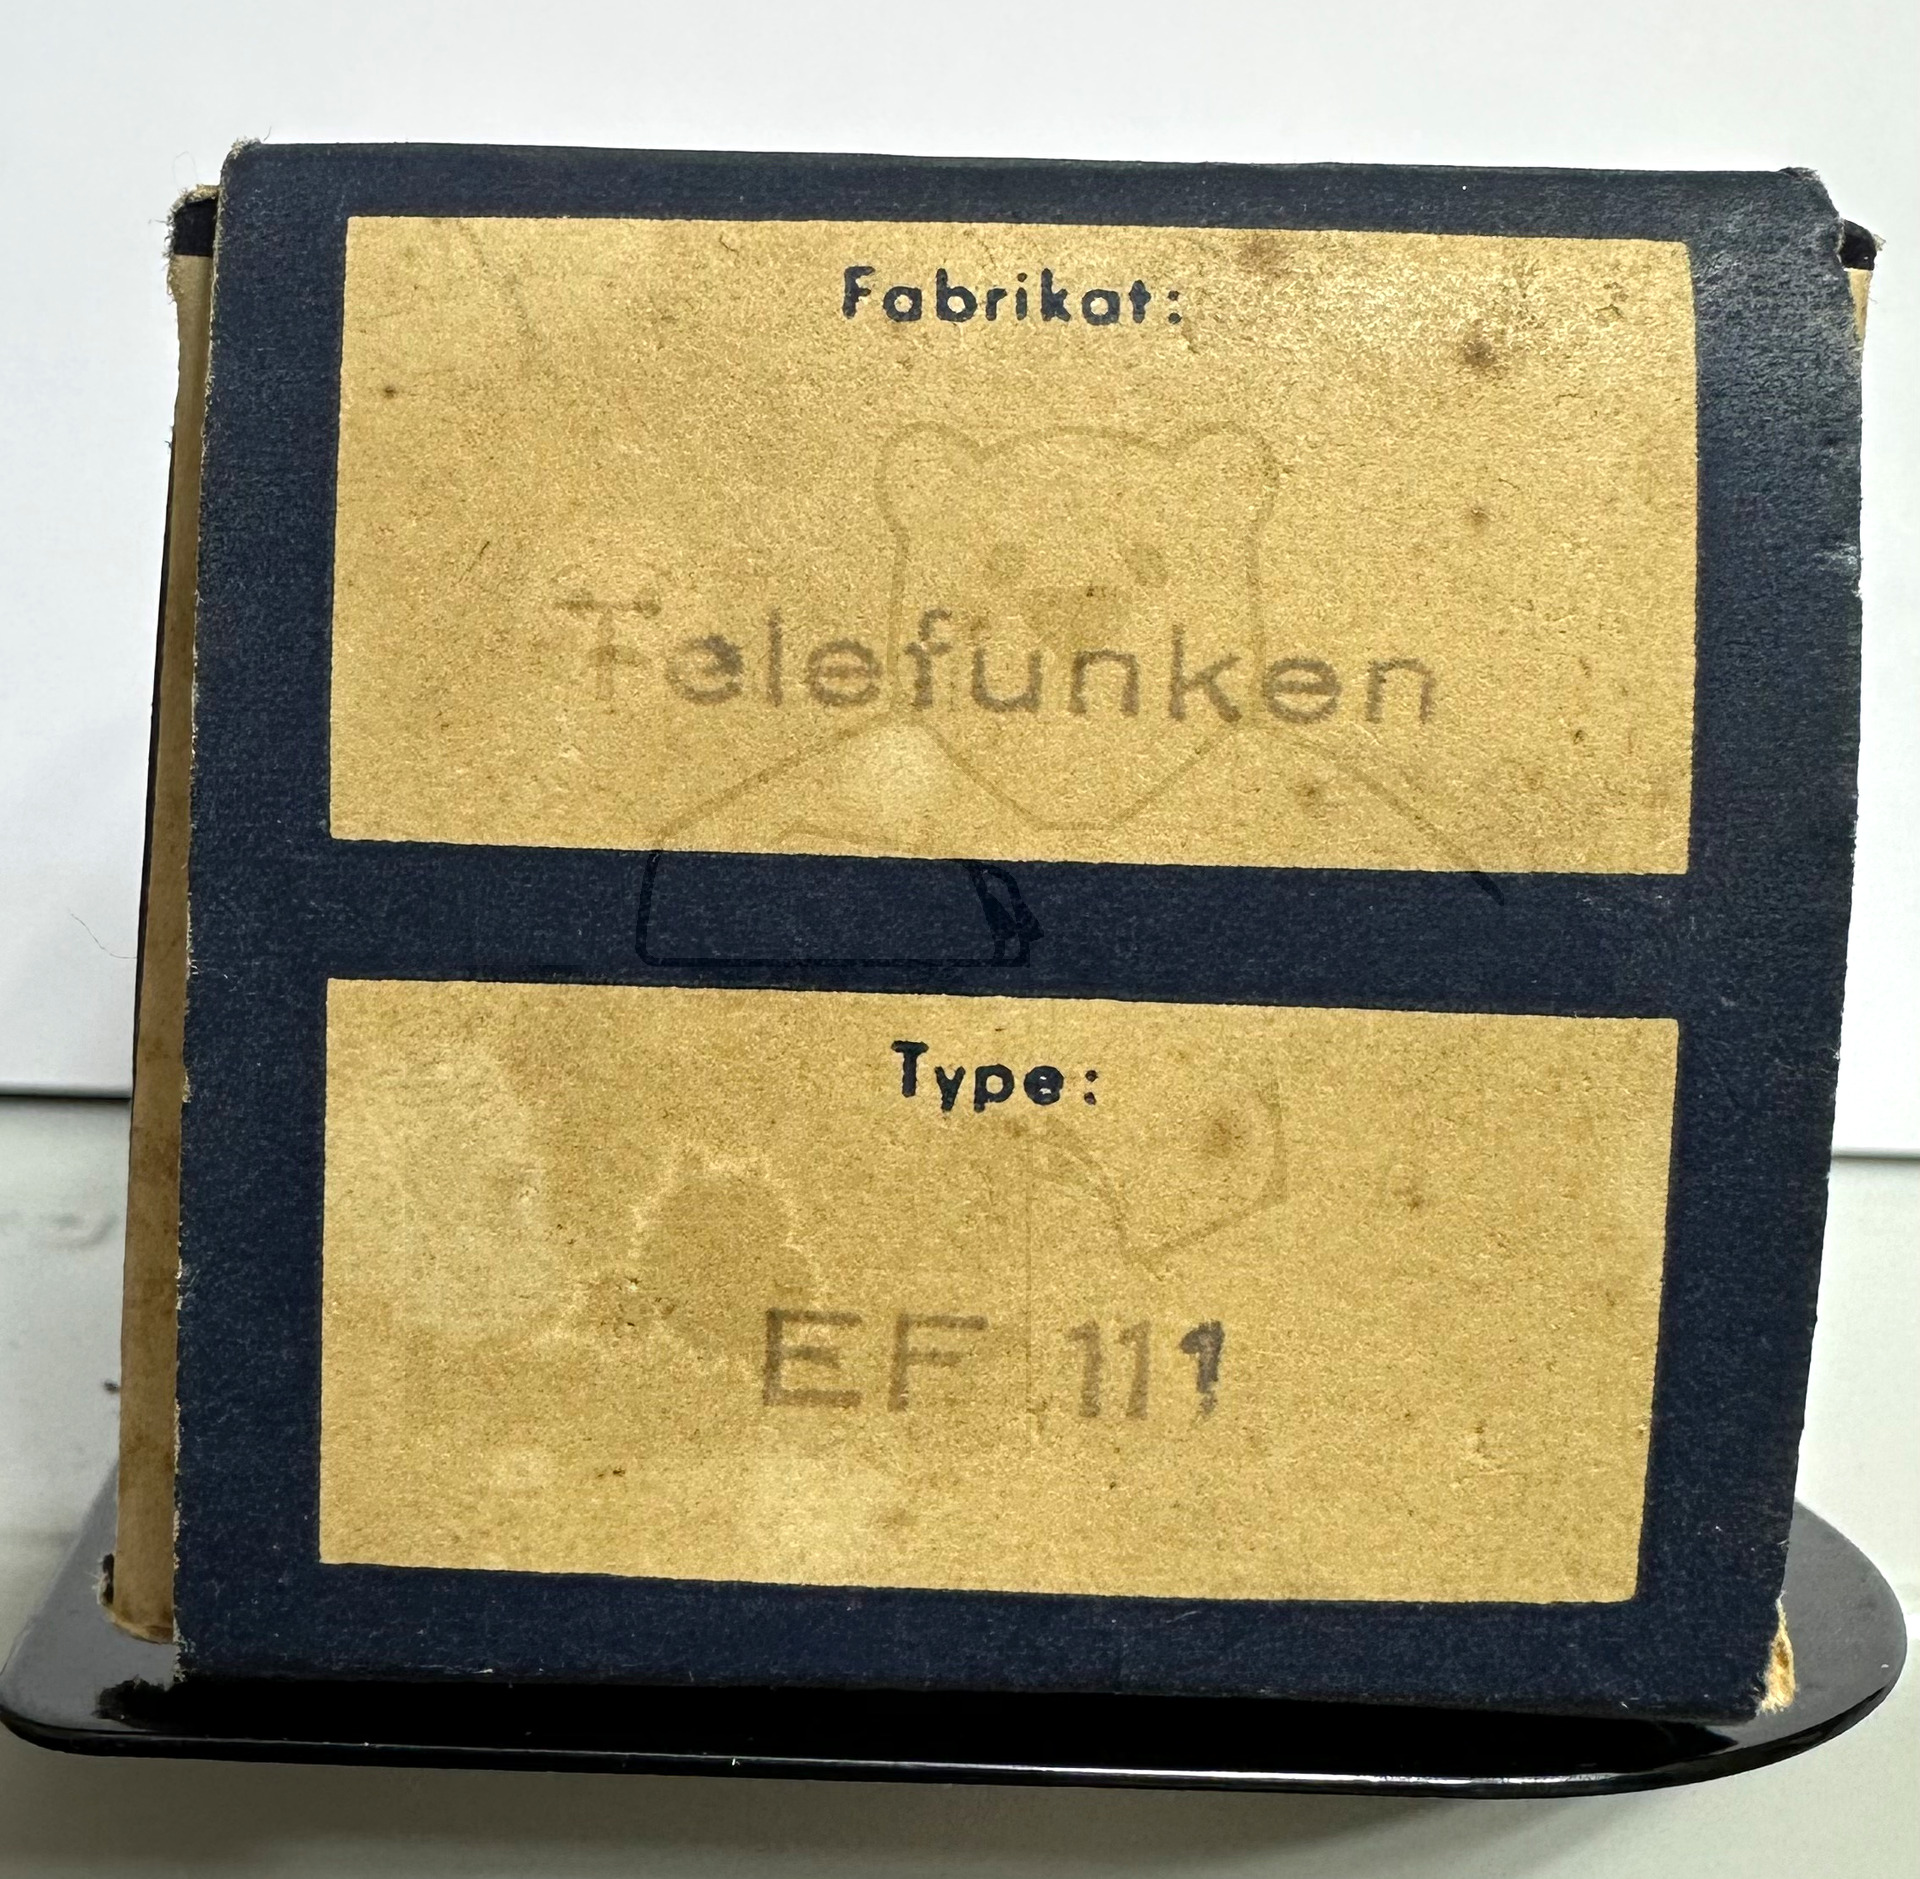 Fabrikat:
Telefunken
Type:
EF 111